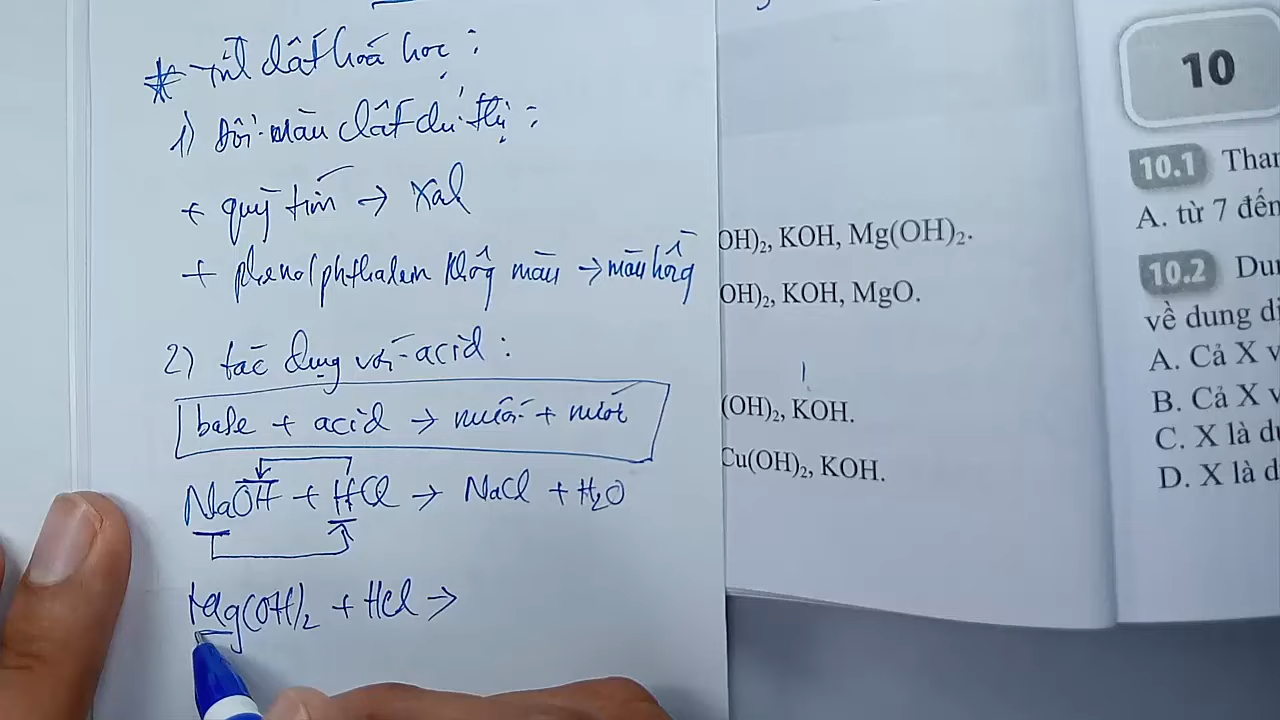 * Tính chất hoá học :
1) Đổi màu chất chỉ thị :
+ quỳ tím → xanh
+ phenolphthalein không màu → màu hồng
2) tác dụng với acid :
base + acid → muối + nước
NaOH + HCl → NaCl + H₂O
Mg(OH)₂ + HCl →
OH)₂, KOH, Mg(OH)₂.
OH)₂, KOH, MgO.
(OH)₂, KOH.
Cu(OH)₂, KOH.
10
10.1 Than
A. từ 7 đến
10.2 Dun
về dung dị
A. Cả X v
B. Cả X v
C. X là du
D. X là d